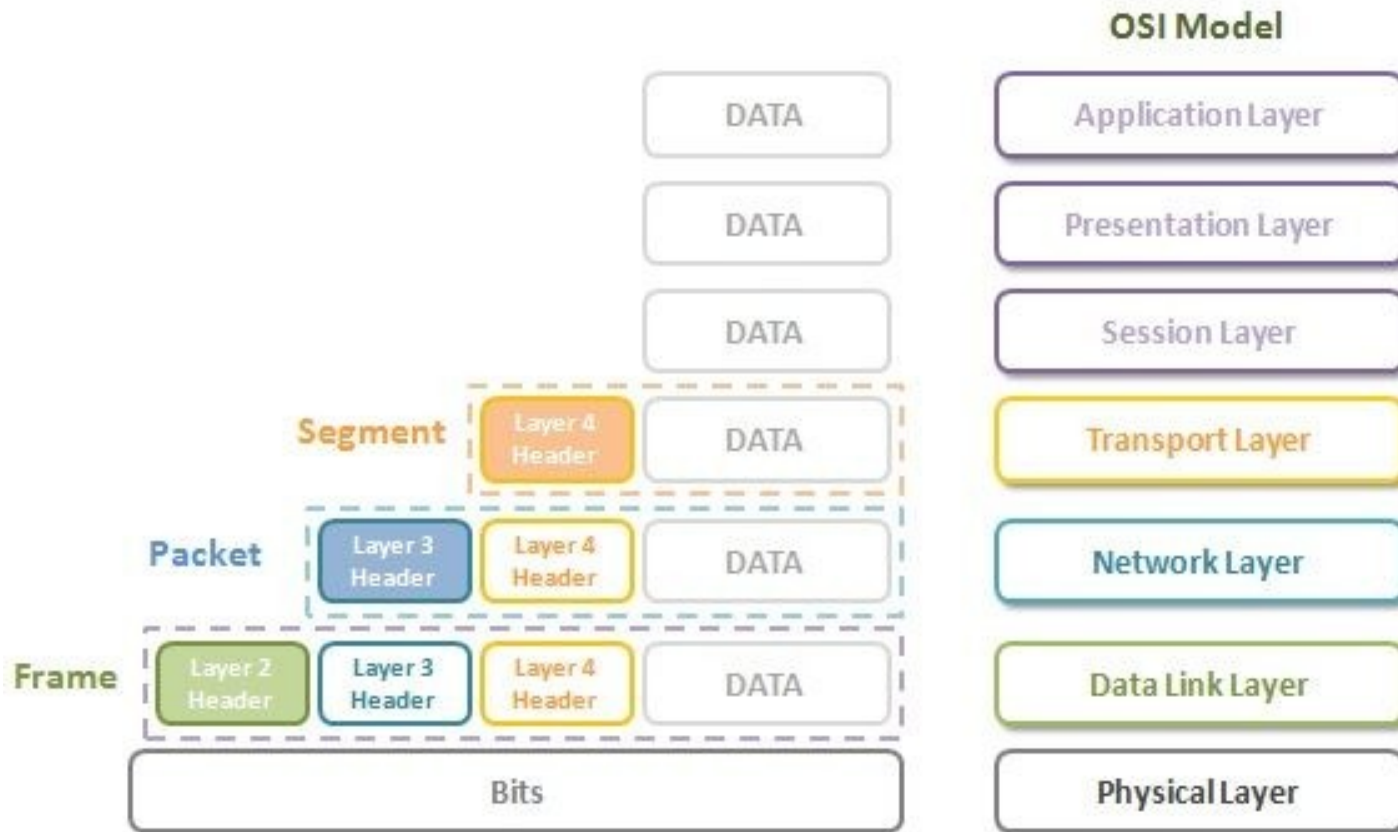 OSI Model
DATA
Application Layer
DATA
Presentation Layer
DATA
Session Layer
Segment
Layer 4
Header
DATA
Transport Layer
Packet
Layer 3
Header
Layer 4
Header
DATA
Network Layer
Frame
Layer 2
Header
Layer 3
Header
Layer 4
Header
DATA
Data Link Layer
Bits
Physical Layer